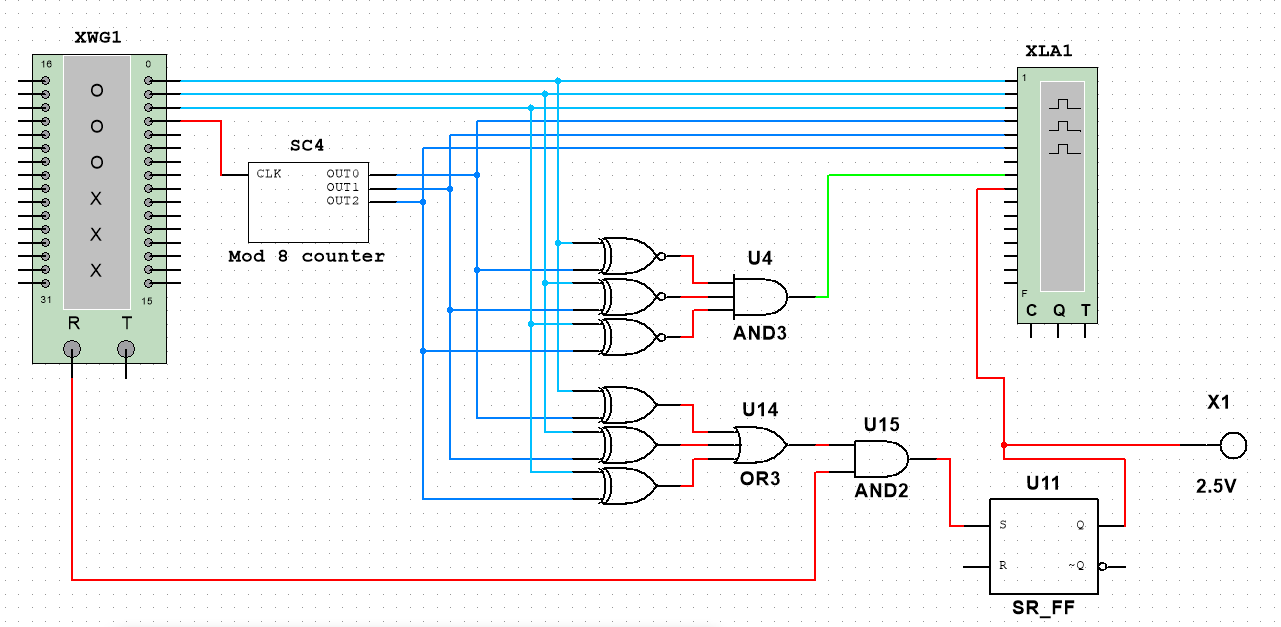 XWG1
XLA1
16 0
O
O
O
X
X
X
31 15
R T
SC4
CLK OUT0
OUT1
OUT2
Mod 8 counter
1
F
C Q T
U4
AND3
U14
OR3
U15
AND2
X1
2.5V
U11
S Q
R ~Q
SR_FF